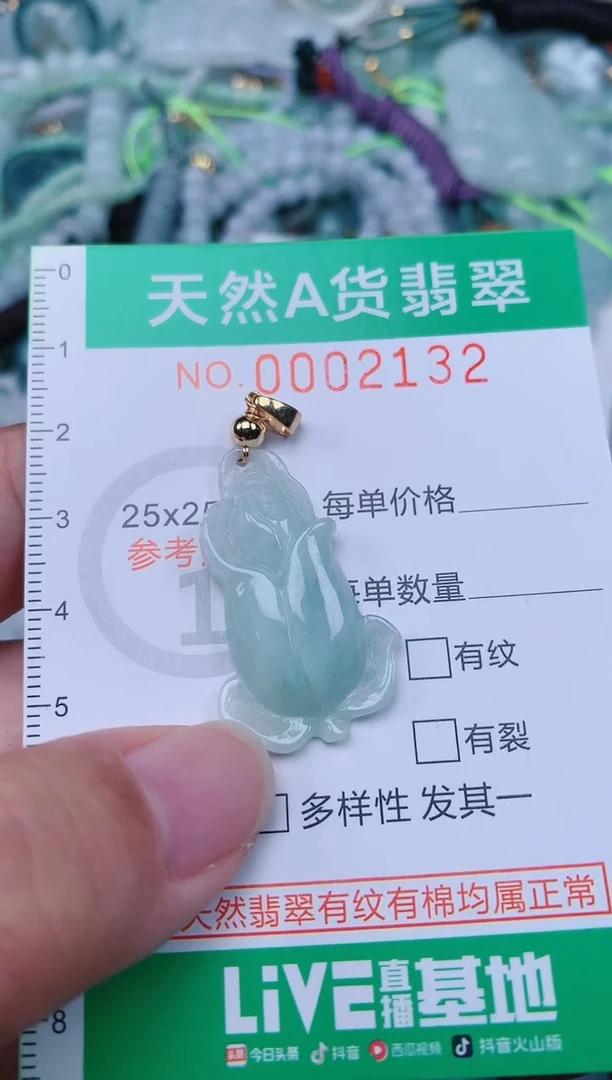 天然A货翡翠
NO.0002132
25x25
每单价格
参考
每单数量
有纹
有裂
多样性 发其一
天然翡翠有纹有棉均属正常
LiVE直播基地
头条 今日头条 抖音 西瓜视频 抖音火山版
0
1
2
3
4
5
8